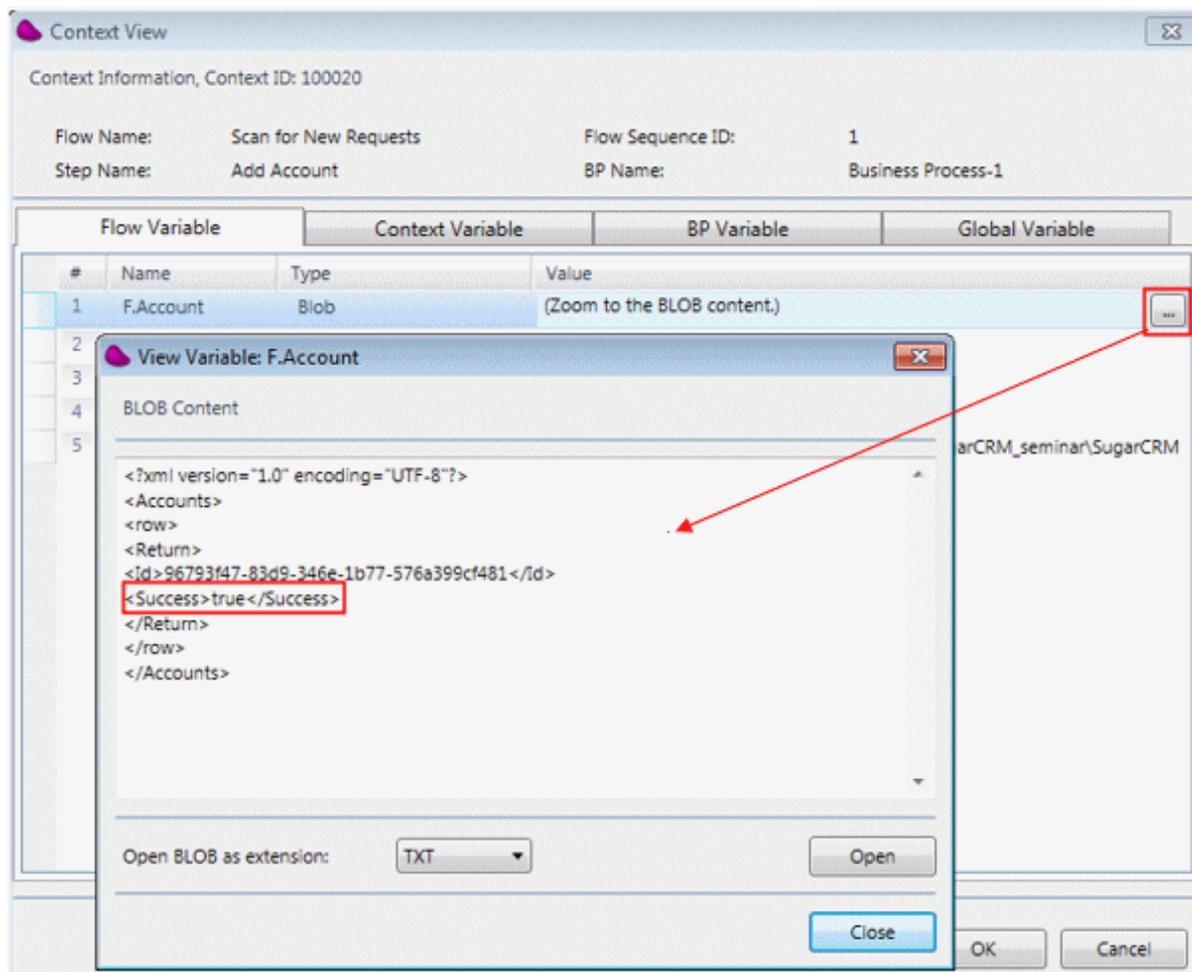 Context View
Context Information, Context ID: 100020
Flow Name: Scan for New Requests Flow Sequence ID: 1
Step Name: Add Account BP Name: Business Process-1
Flow Variable Context Variable BP Variable Global Variable
# Name Type Value
1 F.Account Blob (Zoom to the BLOB content.) ...
2
View Variable: F.Account
3
4
BLOB Content
5
arCRM_seminar\SugarCRM
<?xml version="1.0" encoding="UTF-8"?>
<Accounts>
<row>
<Return>
<Id>96793f47-83d9-346e-1b77-576a399cf481</Id>
<Success>true</Success>
</Return>
</row>
</Accounts>
Open BLOB as extension: TXT Open
Close
OK Cancel